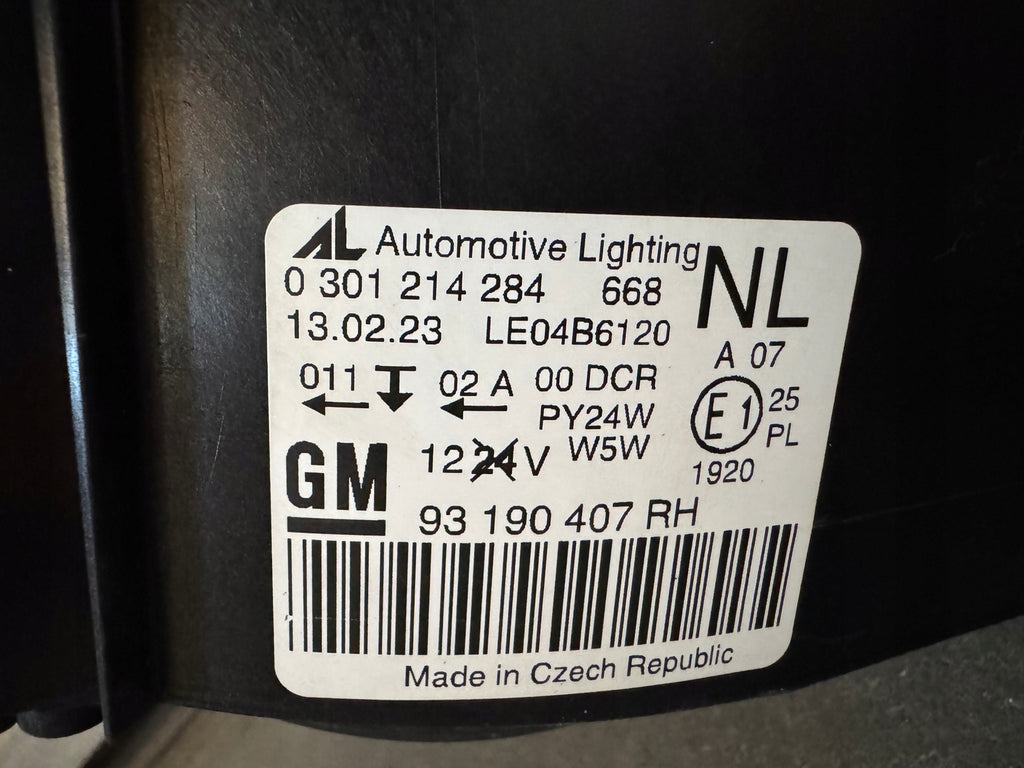 AL Automotive Lighting
0 301 214 284 668 NL
13.02.23 LE04B6120
A 07
011 02 A 00 DCR
PY24W
E1 25
PL
12 24 V W5W
1920
GM
93 190 407 RH
Made in Czech Republic